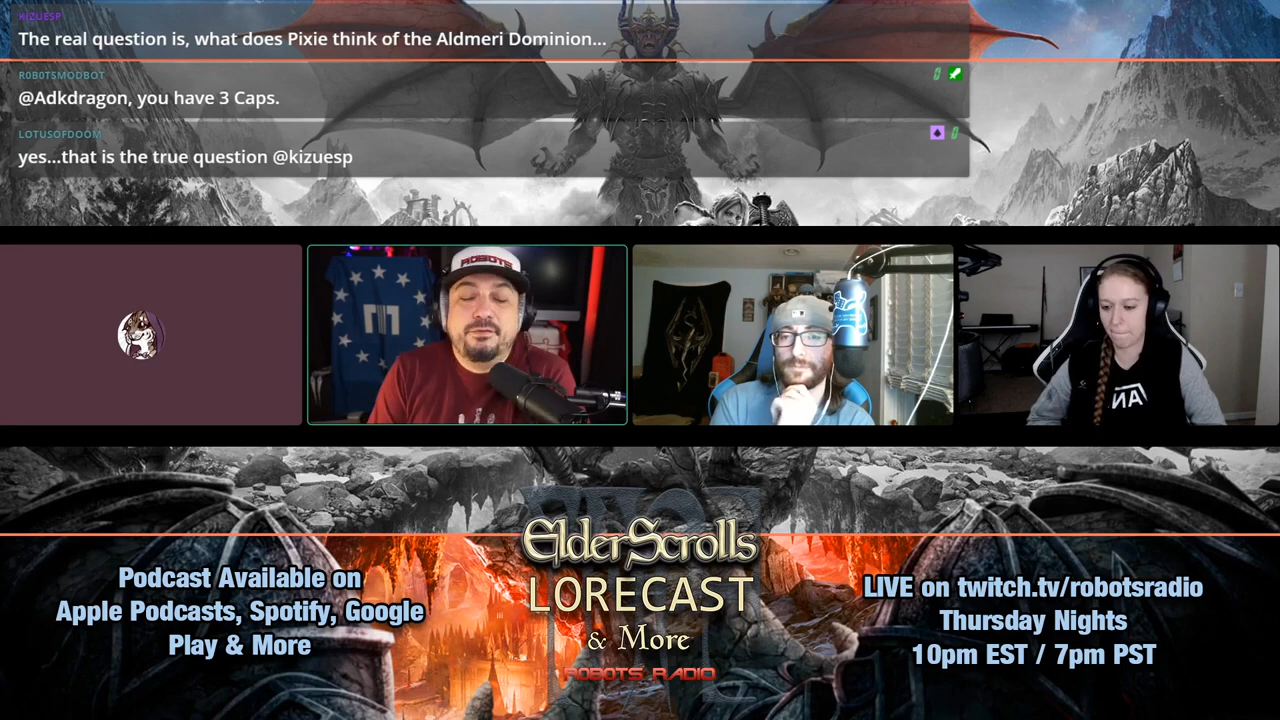 KIZUESP
The real question is, what does Pixie think of the Aldmeri Dominion...
R0B0TSMODBOT
@Adkdragon, you have 3 Caps.
LOTUSOFDOOM
yes...that is the true question @kizuesp
ROBOTS
ElderScrolls
LORECAST
& More
ROBOTS RADIO
Podcast Available on
Apple Podcasts, Spotify, Google
Play & More
LIVE on twitch.tv/robotsradio
Thursday Nights
10pm EST / 7pm PST